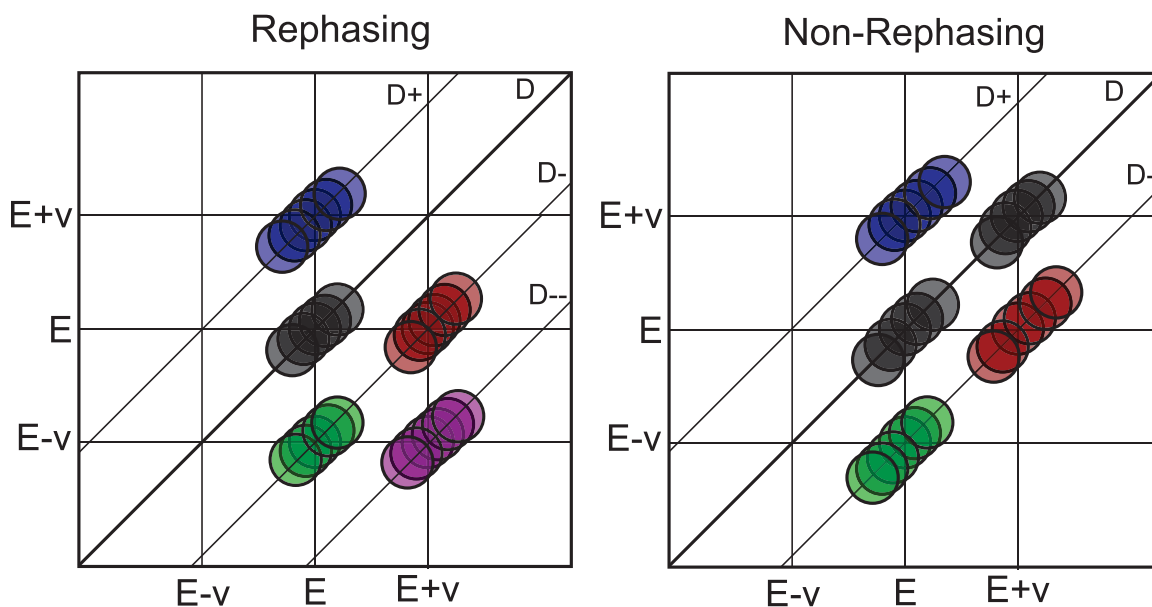 Rephasing
D+
D
D-
D--
E+v
E
E-v
E-v
E
E+v
Non-Rephasing
D+
D
D-
E+v
E
E-v
E-v
E
E+v